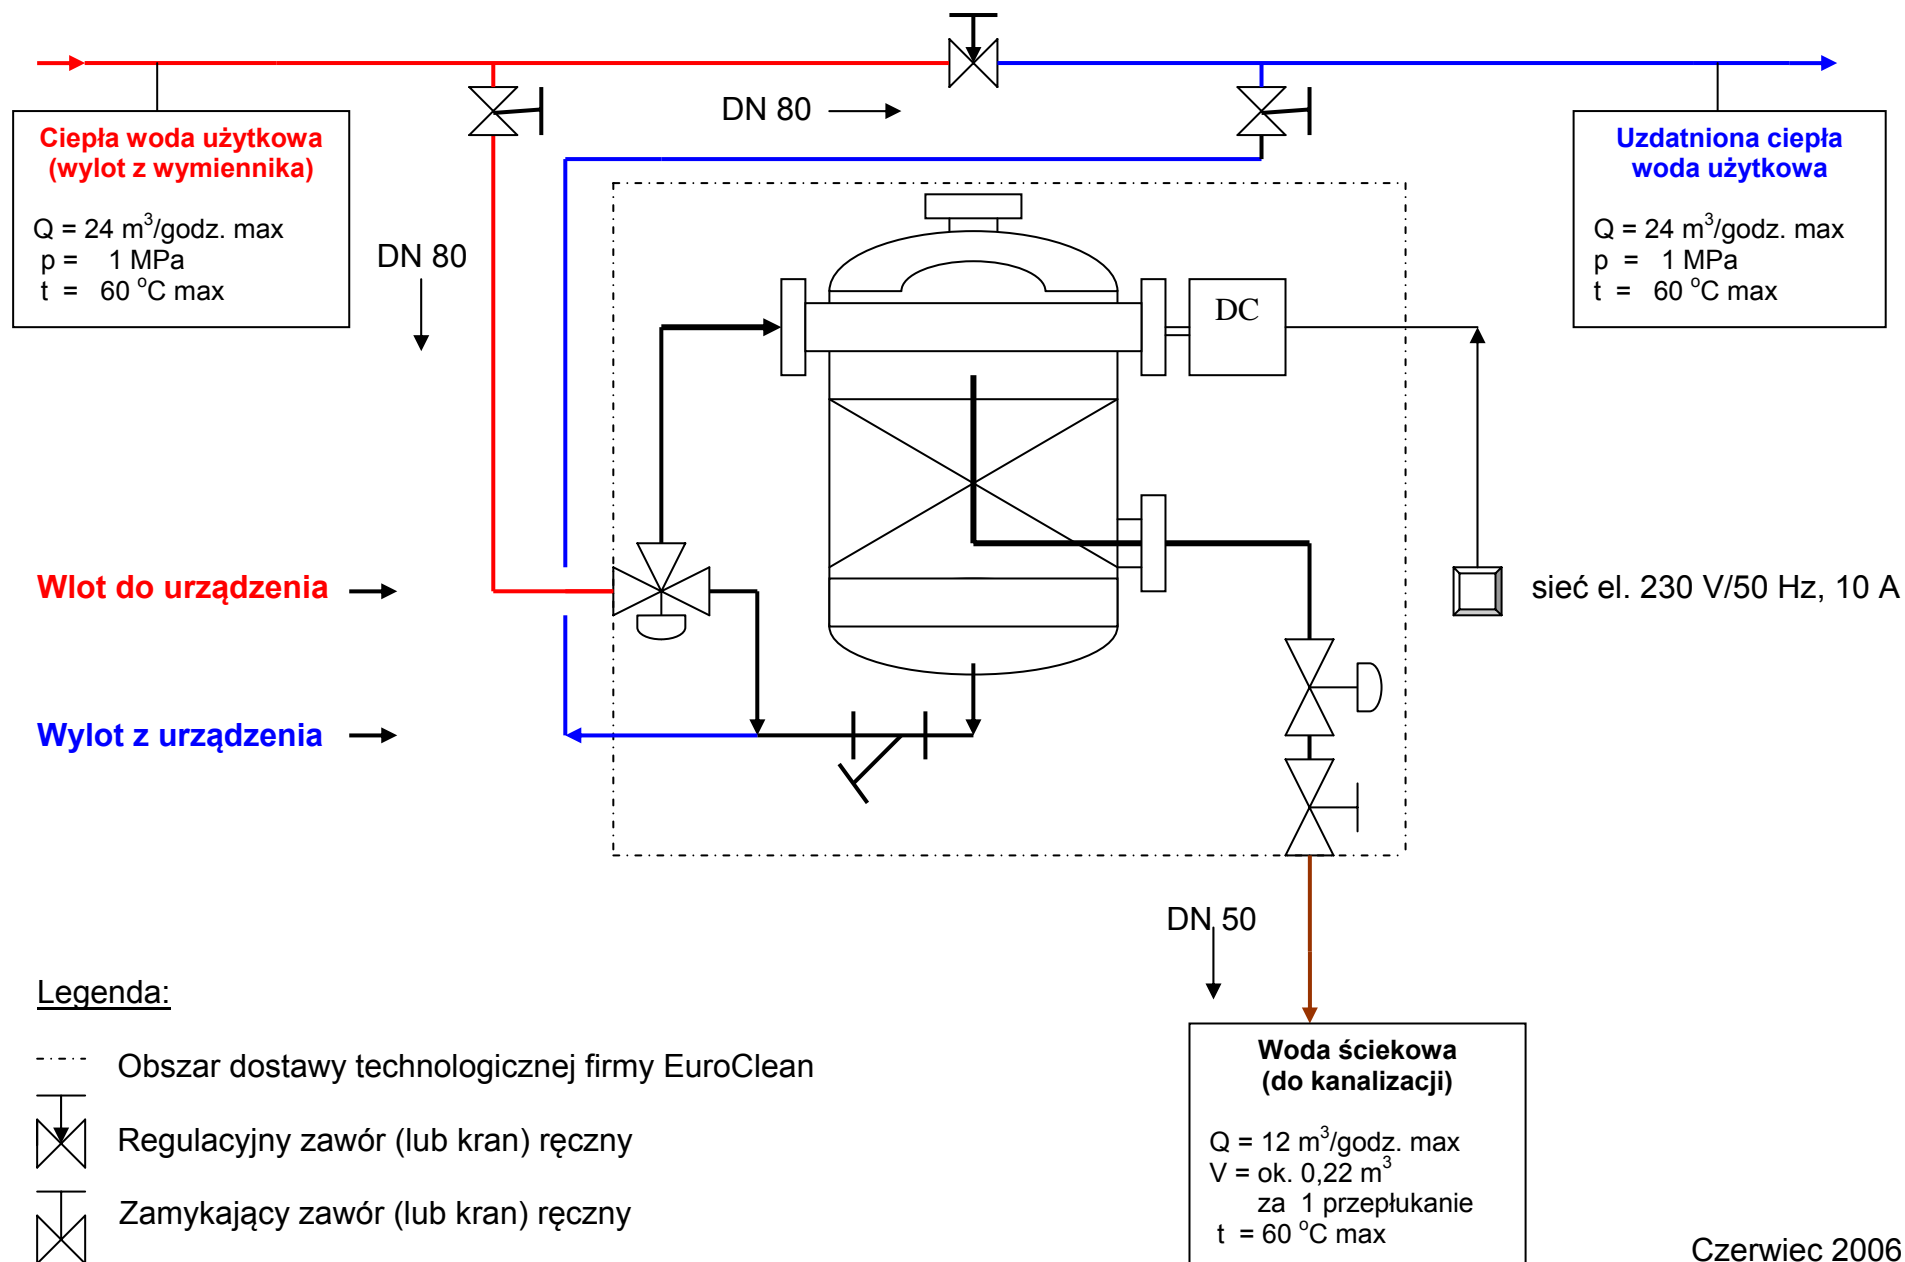 DN 80
Ciepła woda użytkowa
(wylot z wymiennika)
Q = 24 m³/godz. max
p = 1 MPa
t = 60 °C max
DN 80
Uzdatniona ciepła
woda użytkowa
Q = 24 m³/godz. max
p = 1 MPa
t = 60 °C max
DC
Wlot do urządzenia
sieć el. 230 V/50 Hz, 10 A
Wylot z urządzenia
DN 50
Legenda:
Obszar dostawy technologicznej firmy EuroClean
Regulacyjny zawór (lub kran) ręczny
Zamykający zawór (lub kran) ręczny
Woda ściekowa
(do kanalizacji)
Q = 12 m³/godz. max
V = ok. 0,22 m³
za 1 przepłukanie
t = 60 °C max
Czerwiec 2006